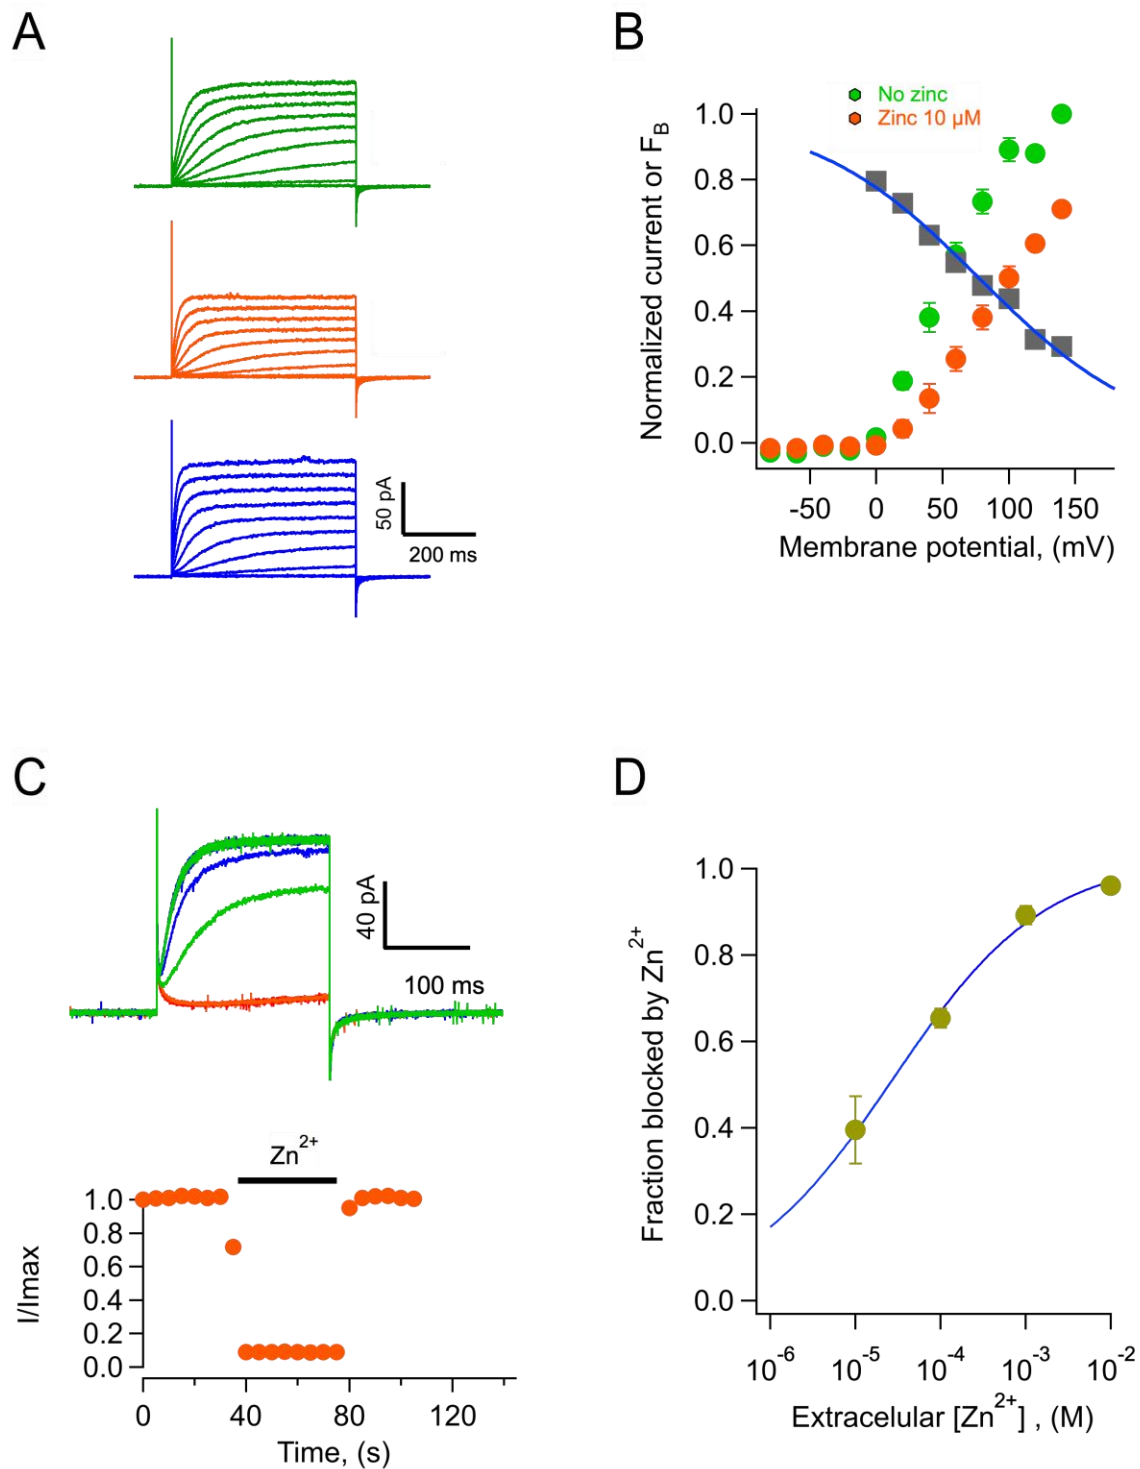 A
50 pA
200 ms
B
No zinc
Zinc 10 µM
Normalized current or F_B
1.0
0.8
0.6
0.4
0.2
0.0
-50 0 50 100 150
Membrane potential, (mV)
C
40 pA
100 ms
Zn²⁺
I/Imax
1.0
0.8
0.6
0.4
0.2
0.0
0 40 80 120
Time, (s)
D
Fraction blocked by Zn²⁺
1.0
0.8
0.6
0.4
0.2
0.0
10⁻⁶ 10⁻⁵ 10⁻⁴ 10⁻³ 10⁻²
Extracelular [Zn²⁺] , (M)